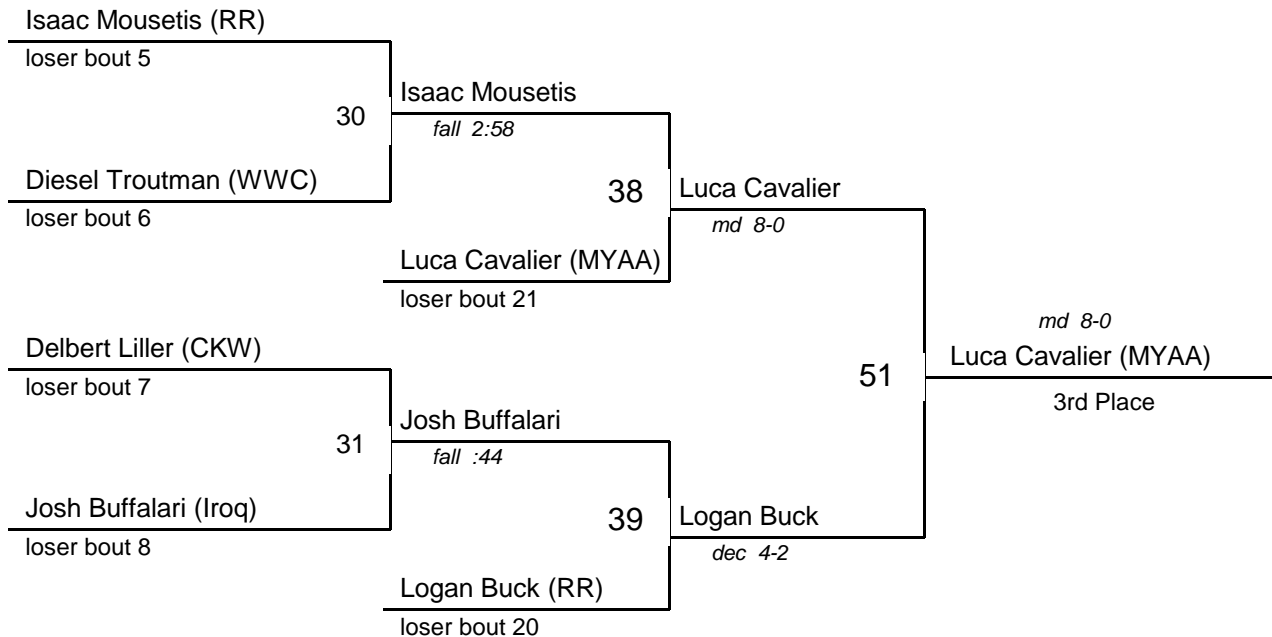 Isaac Mousetis (RR)
loser bout 5
30
Isaac Mousetis
fall 2:58
Diesel Troutman (WWC)
loser bout 6
38
Luca Cavalier
md 8-0
Luca Cavalier (MYAA)
loser bout 21
Delbert Liller (CKW)
loser bout 7
31
Josh Buffalari
fall :44
Josh Buffalari (Iroq)
loser bout 8
39
Logan Buck
dec 4-2
Logan Buck (RR)
loser bout 20
51
md 8-0
Luca Cavalier (MYAA)
3rd Place